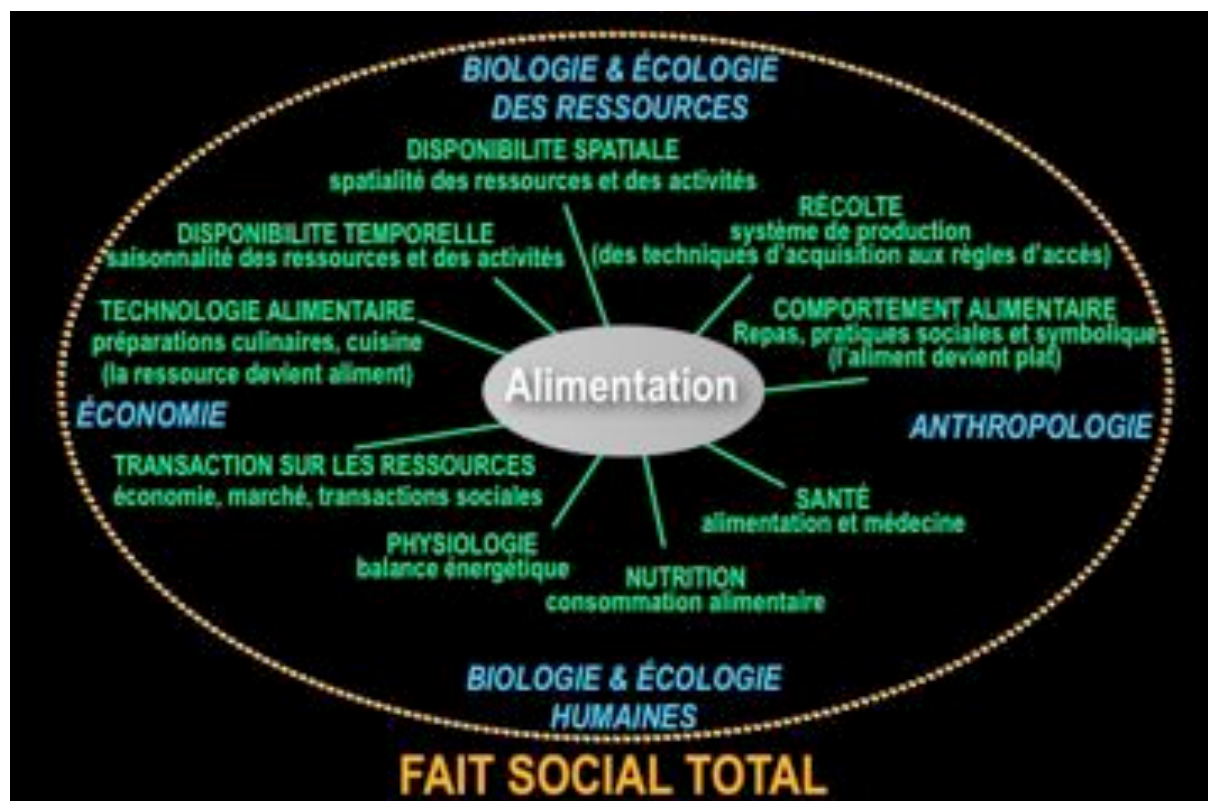 BIOLOGIE & ÉCOLOGIE
DES RESSOURCES
DISPONIBILITE SPATIALE
spatialité des ressources et des activités
RÉCOLTE
système de production
(des techniques d'acquisition aux règles d'accès)
DISPONIBILITE TEMPORELLE
saisonnalité des ressources et des activités
TECHNOLOGIE ALIMENTAIRE
préparations culinaires, cuisine
(la ressource devient aliment)
COMPORTEMENT ALIMENTAIRE
Repas, pratiques sociales et symbolique
(l'aliment devient plat)
Alimentation
ÉCONOMIE
ANTHROPOLOGIE
TRANSACTION SUR LES RESSOURCES
économie, marché, transactions sociales
SANTÉ
alimentation et médecine
PHYSIOLOGIE
balance énergétique
NUTRITION
consommation alimentaire
BIOLOGIE & ÉCOLOGIE
HUMAINES
FAIT SOCIAL TOTAL